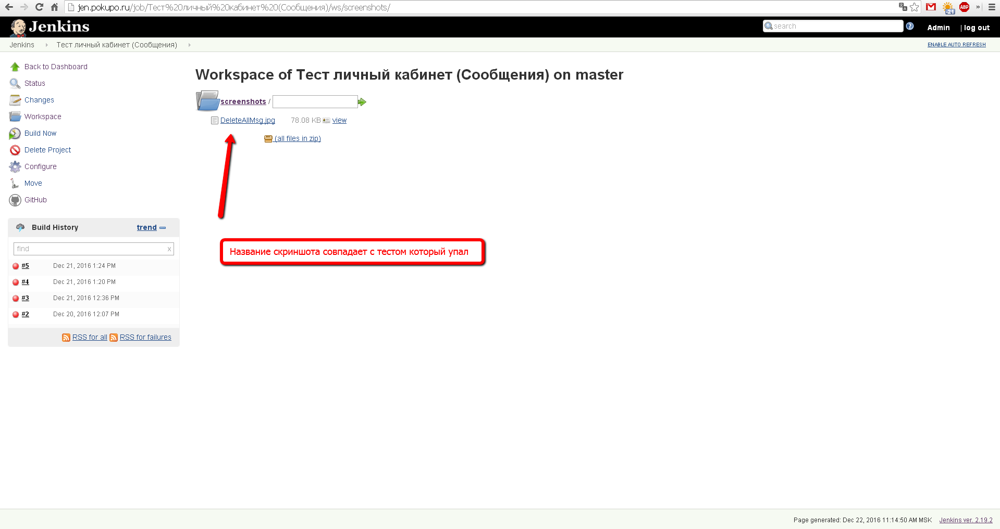 jen.pokupo.ru/job/Тест%20личный%20кабинет%20(Сообщения)/ws/screenshots/
21
ABP
»
Jenkins
search
?
Admin
| log out
Jenkins
Тест личный кабинет (Сообщения)
ENABLE AUTO REFRESH
Back to Dashboard
Status
Changes
Workspace
Build Now
Delete Project
Configure
Move
GitHub
Workspace of Тест личный кабинет (Сообщения) on master
screenshots /
DeleteAllMsg.jpg 78.08 KB view
(all files in zip)
Название скриншота совпадает с тестом который упал
Build History trend
find x
#5 Dec 21, 2016 1:24 PM
#4 Dec 21, 2016 1:20 PM
#3 Dec 21, 2016 12:36 PM
#2 Dec 20, 2016 12:07 PM
RSS for all RSS for failures
Page generated: Dec 22, 2016 11:14:50 AM MSK Jenkins ver. 2.19.2